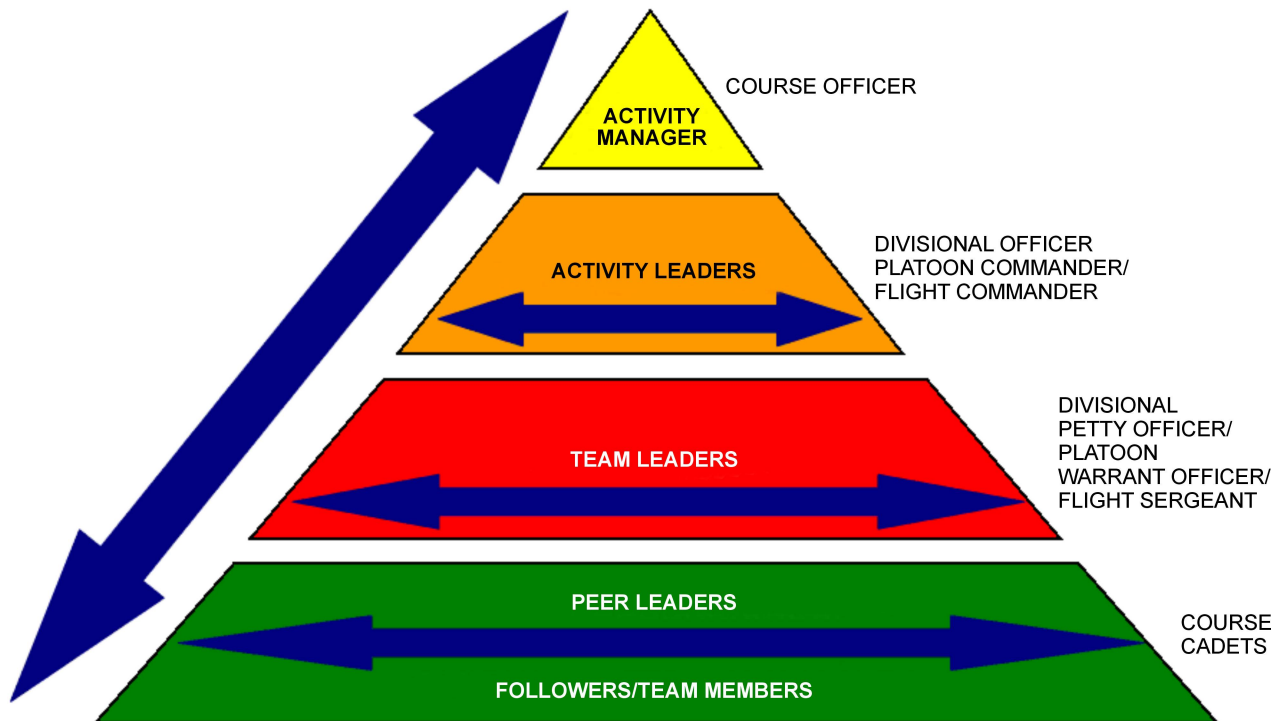 COURSE OFFICER
ACTIVITY
MANAGER
DIVISIONAL OFFICER
PLATOON COMMANDER/
FLIGHT COMMANDER
ACTIVITY LEADERS
DIVISIONAL
PETTY OFFICER/
PLATOON
WARRANT OFFICER/
FLIGHT SERGEANT
TEAM LEADERS
PEER LEADERS
COURSE
CADETS
FOLLOWERS/TEAM MEMBERS